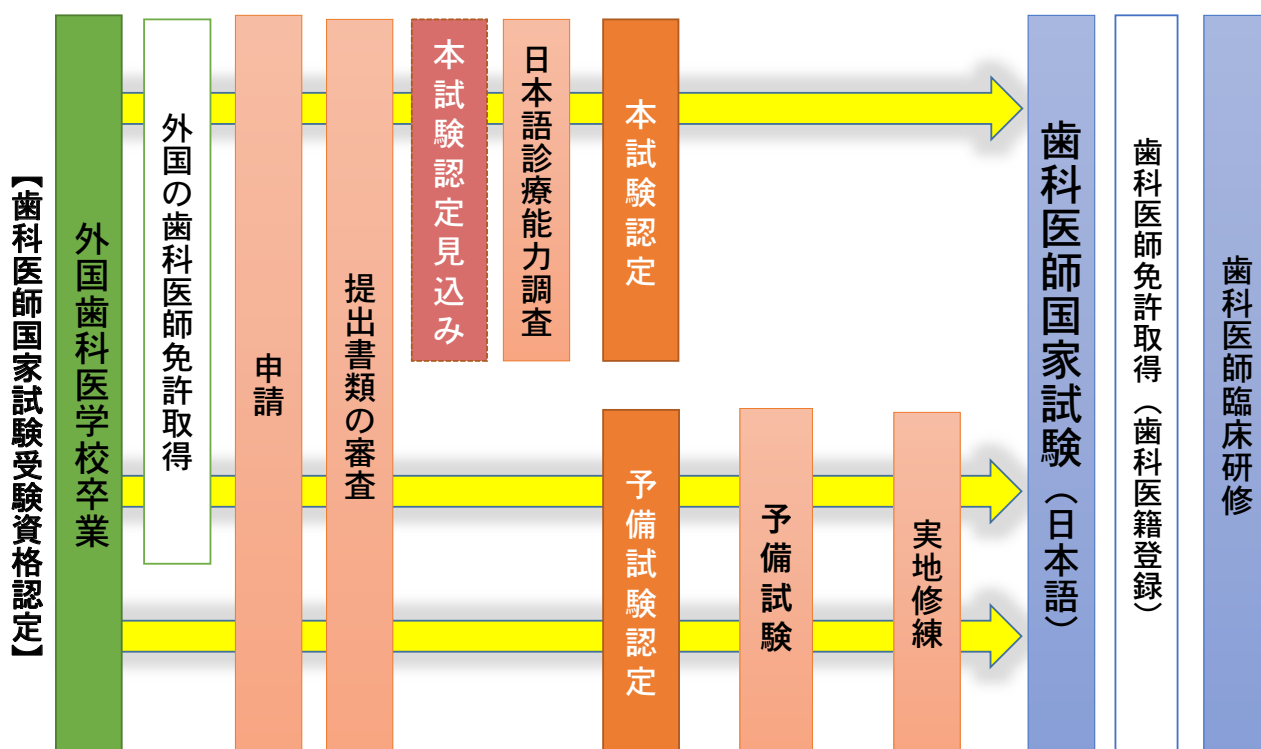 【歯科医師国家試験受験資格認定】
外国歯科医学校卒業
外国の歯科医師免許取得
申請
提出書類の審査
本試験認定見込み
日本語診療能力調査
本試験認定
予備試験認定
予備試験
実地修練
歯科医師国家試験（日本語）
歯科医師免許取得（歯科医籍登録）
歯科医師臨床研修